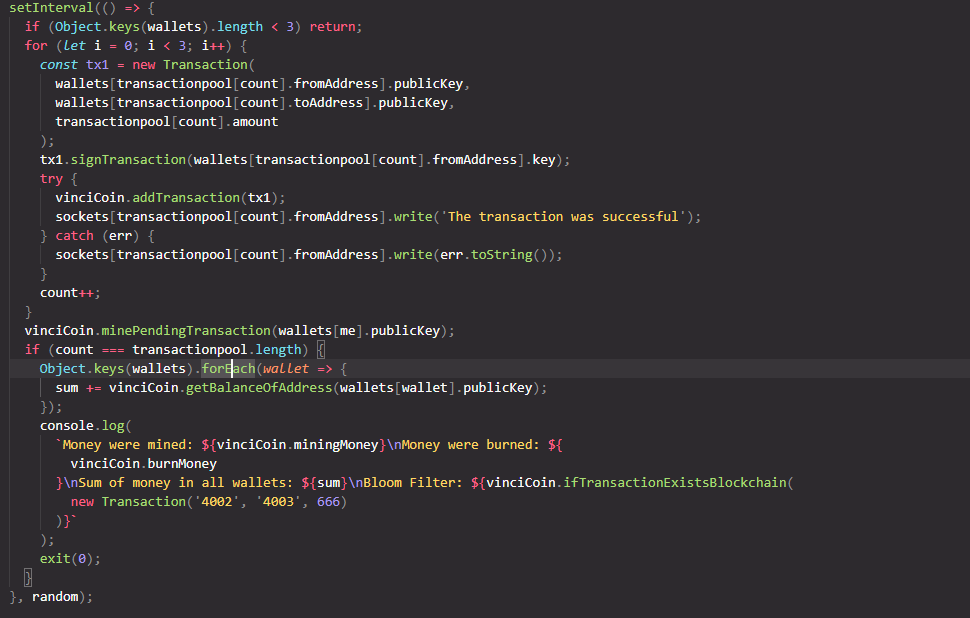 setInterval(() => {
if (Object.keys(wallets).length < 3) return;
for (let i = 0; i < 3; i++) {
const tx1 = new Transaction(
wallets[transactionpool[count].fromAddress].publicKey,
wallets[transactionpool[count].toAddress].publicKey,
transactionpool[count].amount
);
tx1.signTransaction(wallets[transactionpool[count].fromAddress].key);
try {
vinciCoin.addTransaction(tx1);
sockets[transactionpool[count].fromAddress].write('The transaction was successful');
} catch (err) {
sockets[transactionpool[count].fromAddress].write(err.toString());
}
count++;
}
vinciCoin.minePendingTransaction(wallets[me].publicKey);
if (count === transactionpool.length) {
Object.keys(wallets).forEach(wallet => {
sum += vinciCoin.getBalanceOfAddress(wallets[wallet].publicKey);
});
console.log(
`Money were mined: ${vinciCoin.miningMoney}\nMoney were burned: ${
vinciCoin.burnMoney
}\nSum of money in all wallets: ${sum}\nBloom Filter: ${vinciCoin.ifTransactionExistsBlockchain(
new Transaction('4002', '4003', 666)
)}`
);
exit(0);
}
}, random);